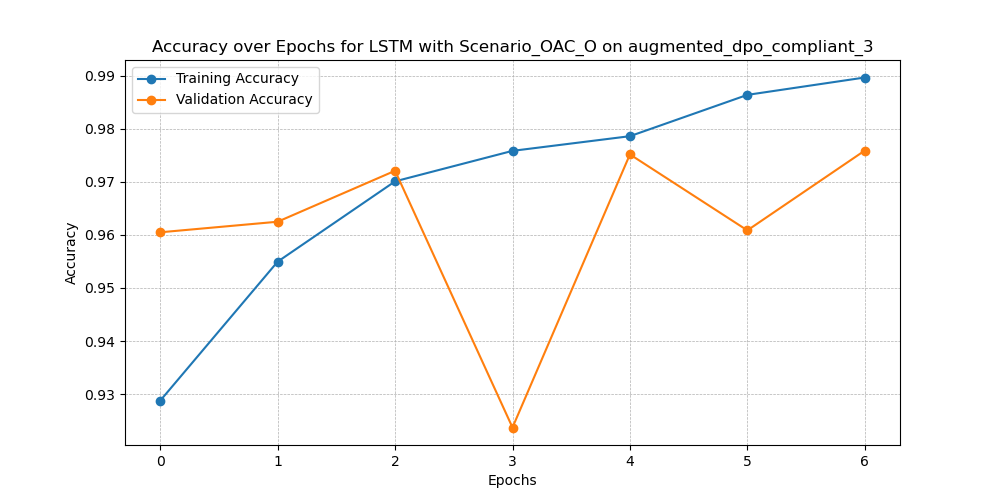 Accuracy over Epochs for LSTM with Scenario_OAC_O on augmented_dpo_compliant_3
Training Accuracy
Validation Accuracy
Accuracy
0.99
0.98
0.97
0.96
0.95
0.94
0.93
0 1 2 3 4 5 6
Epochs